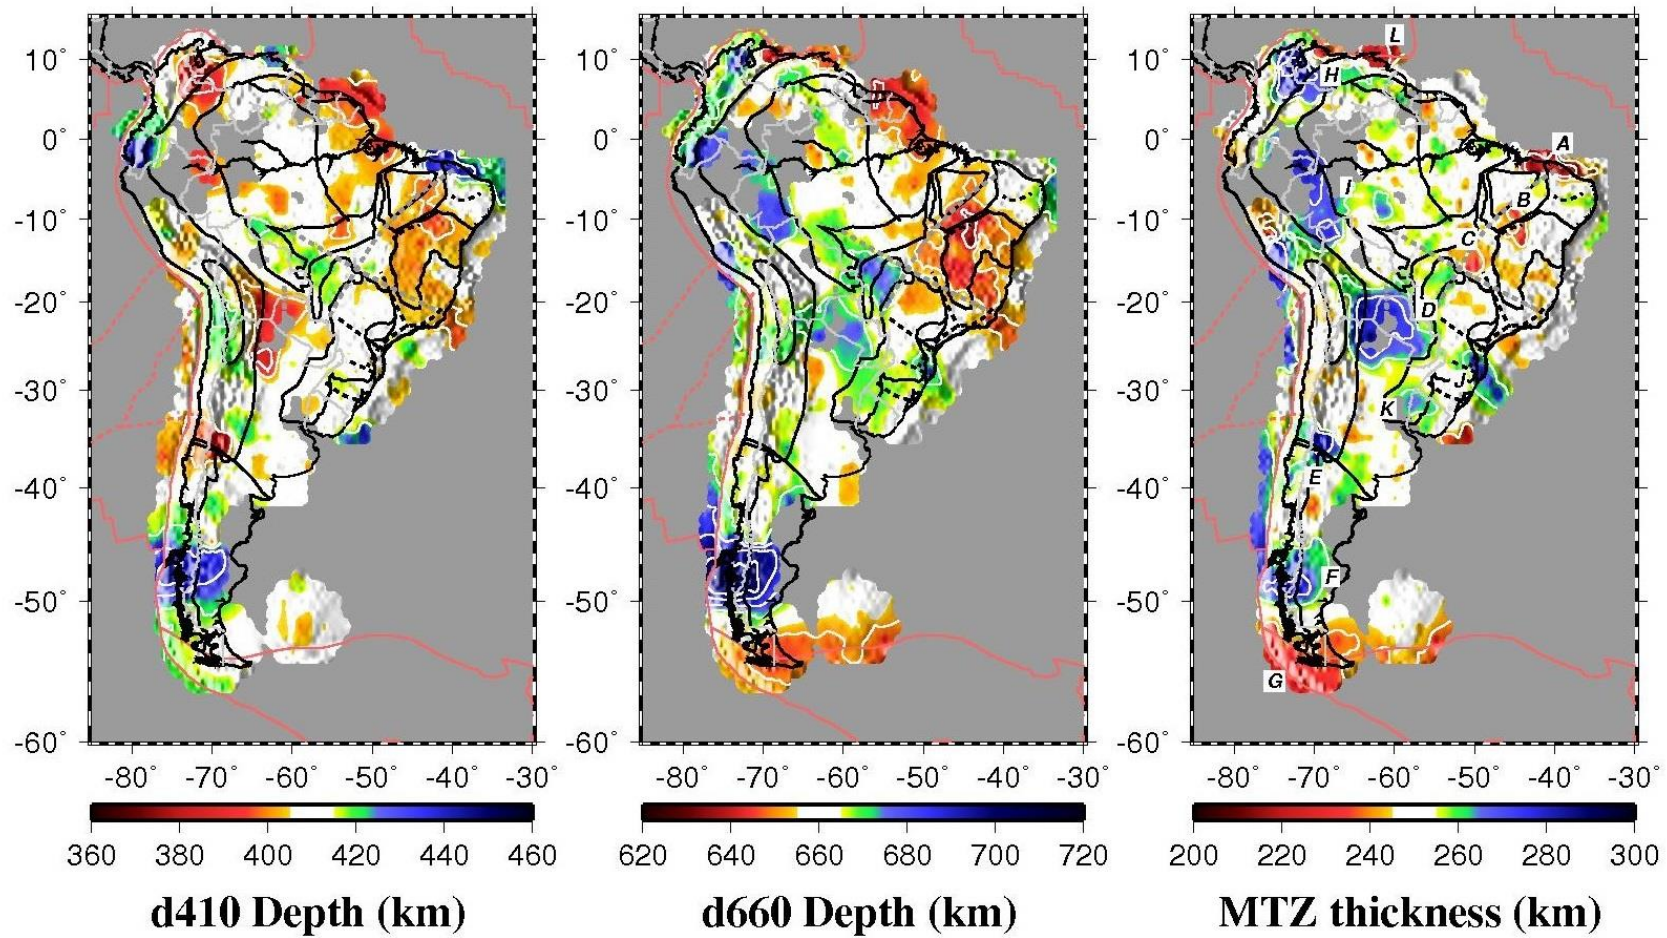 10° 10° 10°
0° 0° 0°
-10° -10° -10°
-20° -20° -20°
-30° -30° -30°
-40° -40° -40°
-50° -50° -50°
-60° -60° -60°
L
H
A
I
B
C
D
J
K
E
F
G
-80° -70° -60° -50° -40° -30° -80° -70° -60° -50° -40° -30° -80° -70° -60° -50° -40° -30°
360 380 400 420 440 460 620 640 660 680 700 720 200 220 240 260 280 300
d410 Depth (km) d660 Depth (km) MTZ thickness (km)